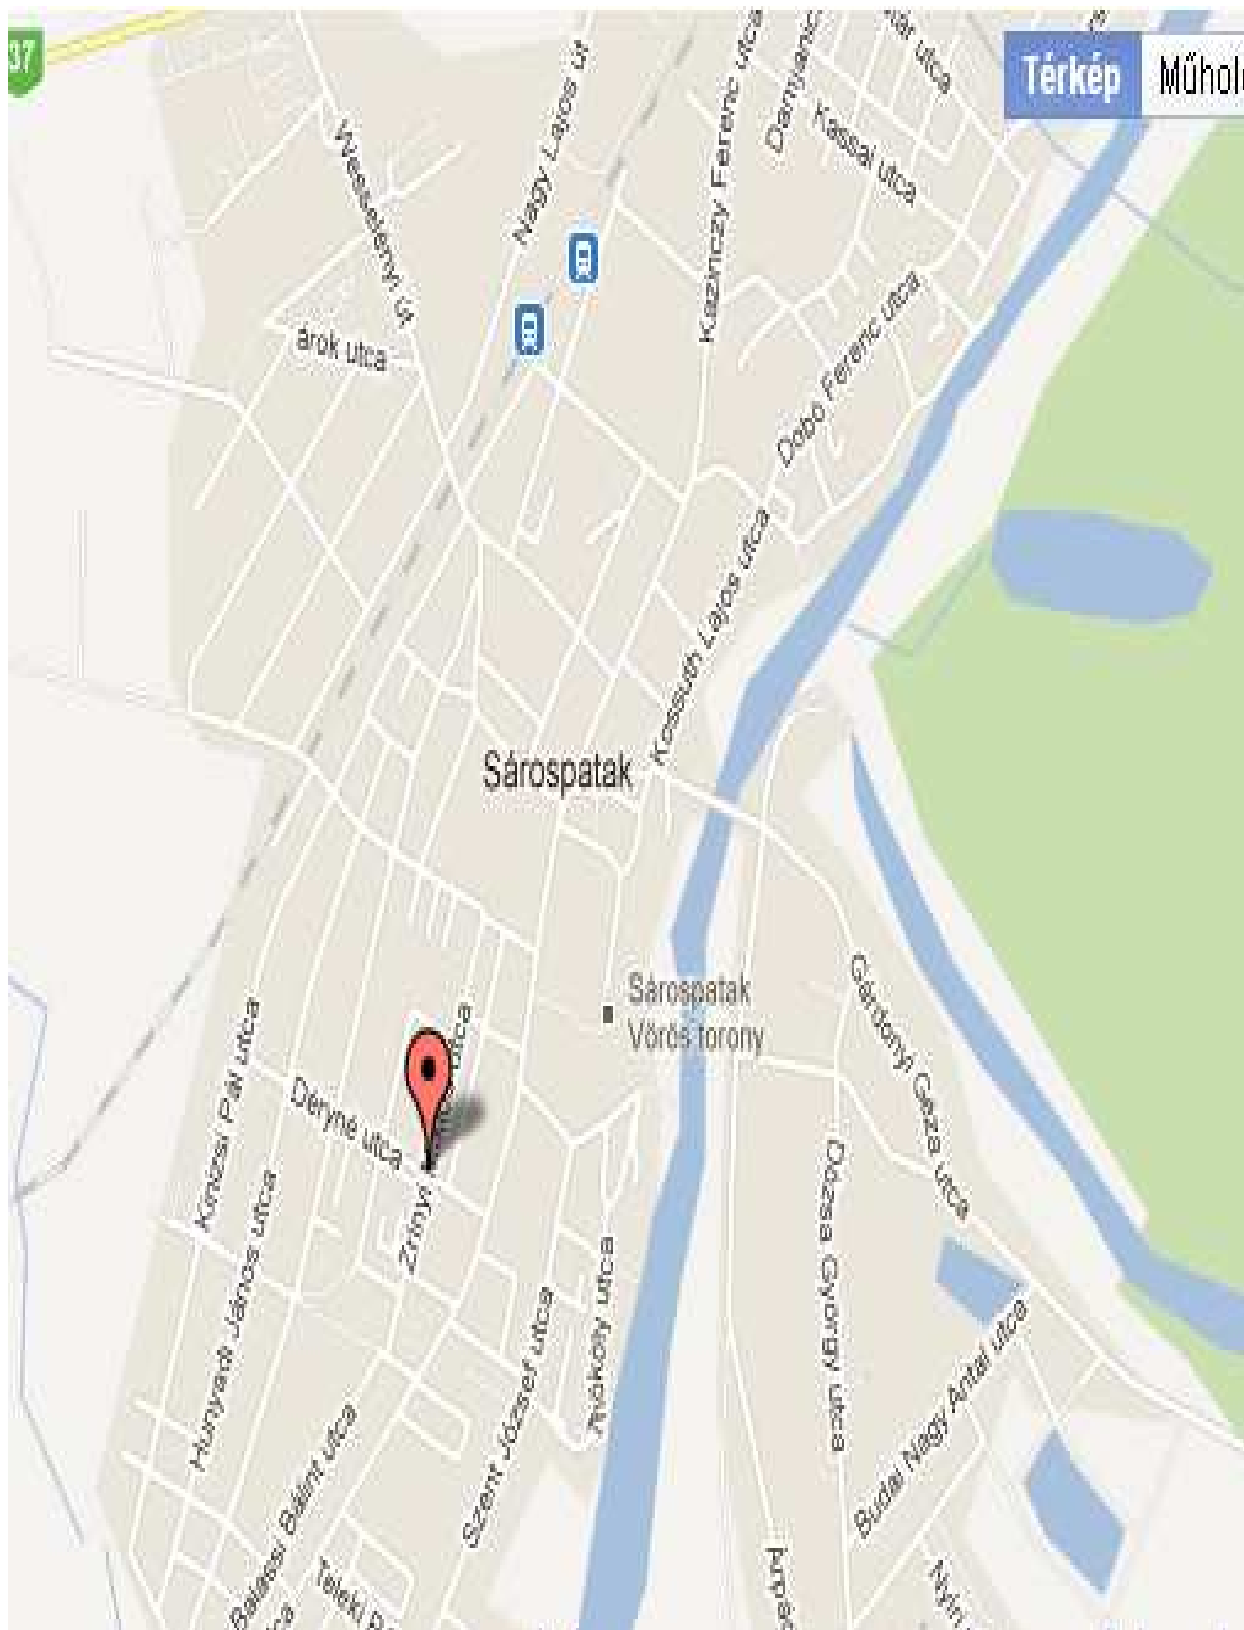 37
Térkép
Műhol
Nagy Lajos út
Kazinczy Ferenc utca
Kassai utca
Wesselényi út
árok utca
Dobó Ferenc utca
Kossuth Lajos utca
Sárospatak
Sárospatak
Vörös torony
Gárdonyi Géza utca
Kinizsi Pál utca
Déryné utca
utca
Zrínyi
Hunyadi János utca
Dózsa György utca
Thököly utca
Szent József utca
Budai Nagy Antal utca
Balassi Bálint utca
Teleki